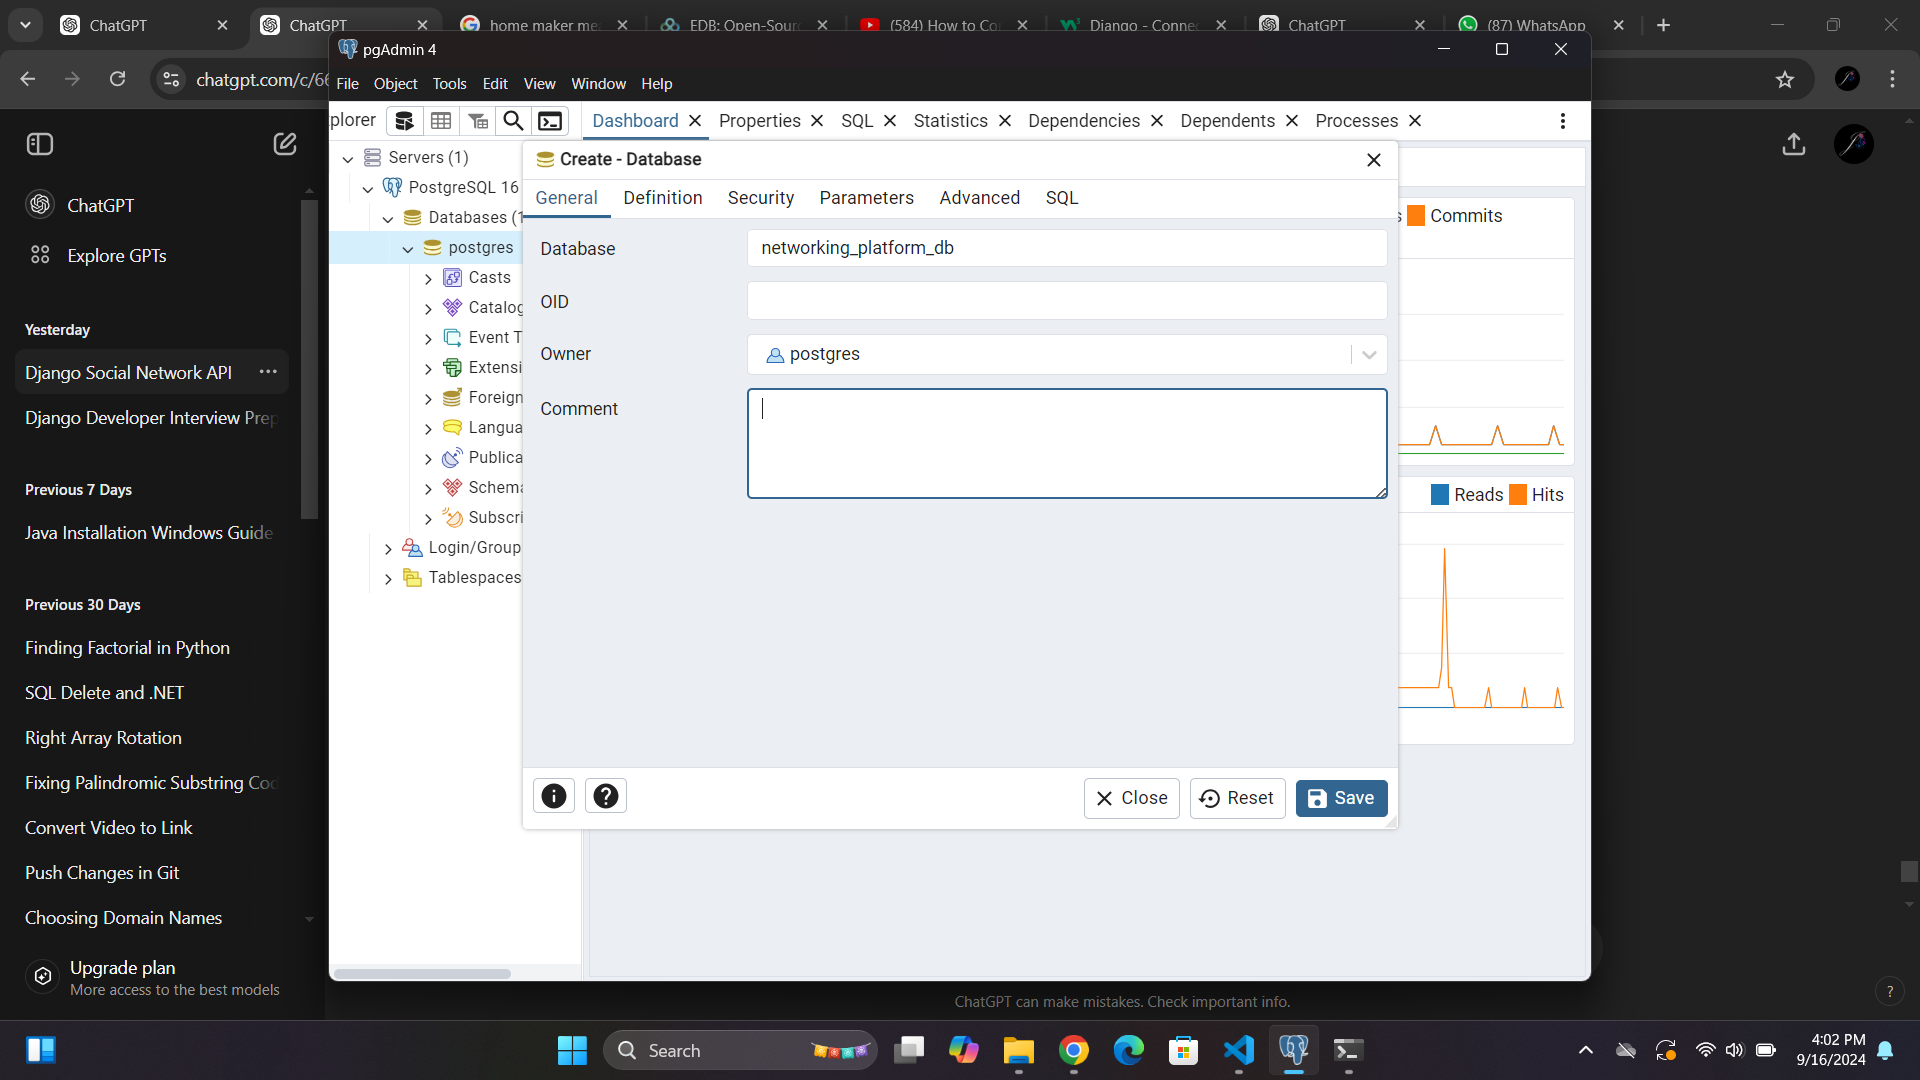 ChatGPT
ChatGPT
home maker me
EDB: Open-Sour
(584) How to Co
Django - Connec
ChatGPT
(87) WhatsApp
chatgpt.com/c/66
pgAdmin 4
File Object Tools Edit View Window Help
plorer
Dashboard Properties SQL Statistics Dependencies Dependents Processes
ChatGPT
Explore GPTs
Yesterday
Django Social Network API
Django Developer Interview Prep
Previous 7 Days
Java Installation Windows Guide
Previous 30 Days
Finding Factorial in Python
SQL Delete and .NET
Right Array Rotation
Fixing Palindromic Substring Coc
Convert Video to Link
Push Changes in Git
Choosing Domain Names
Upgrade plan
More access to the best models
Servers (1)
PostgreSQL 16
Databases (1
postgres
Casts
Catalog
Event T
Extensi
Foreign
Langua
Publica
Schema
Subscri
Login/Group
Tablespaces
Create - Database
General Definition Security Parameters Advanced SQL
Database networking_platform_db
OID
Owner postgres
Comment
Close Reset Save
s Commits
Reads Hits
ChatGPT can make mistakes. Check important info.
?
Search
4:02 PM
9/16/2024